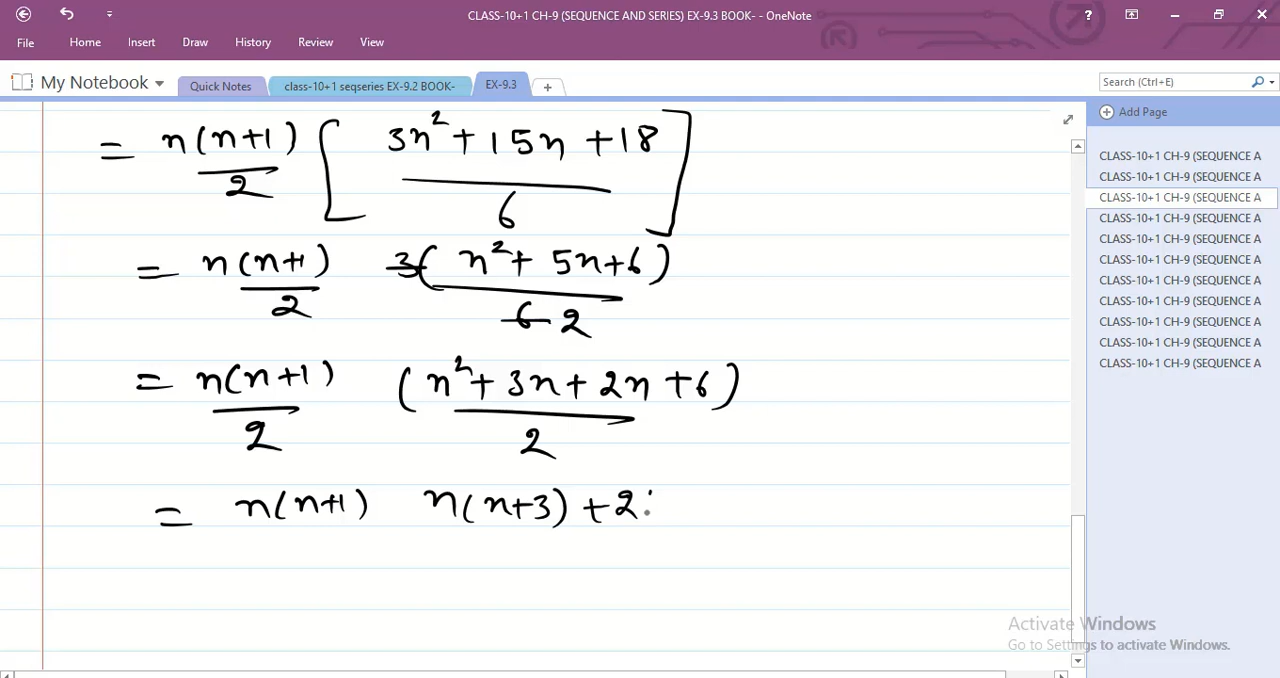 CLASS-10+1 CH-9 (SEQUENCE AND SERIES) EX-9.3 BOOK- - OneNote
File Home Insert Draw History Review View
My Notebook Quick Notes class-10+1 seqseries EX-9.2 BOOK- EX-9.3 + Search (Ctrl+E)
Add Page
CLASS-10+1 CH-9 (SEQUENCE A
CLASS-10+1 CH-9 (SEQUENCE A
CLASS-10+1 CH-9 (SEQUENCE A
CLASS-10+1 CH-9 (SEQUENCE A
CLASS-10+1 CH-9 (SEQUENCE A
CLASS-10+1 CH-9 (SEQUENCE A
CLASS-10+1 CH-9 (SEQUENCE A
CLASS-10+1 CH-9 (SEQUENCE A
CLASS-10+1 CH-9 (SEQUENCE A
CLASS-10+1 CH-9 (SEQUENCE A
CLASS-10+1 CH-9 (SEQUENCE A
= n(n+1) [ 3n² + 15n + 18 ]
2 6
= n(n+1) 3( n² + 5n+6)
2 6 2
= n(n+1) (n² + 3n + 2n + 6)
2 2
= n(n+1) n(n+3) +2
Activate Windows
Go to Settings to activate Windows.